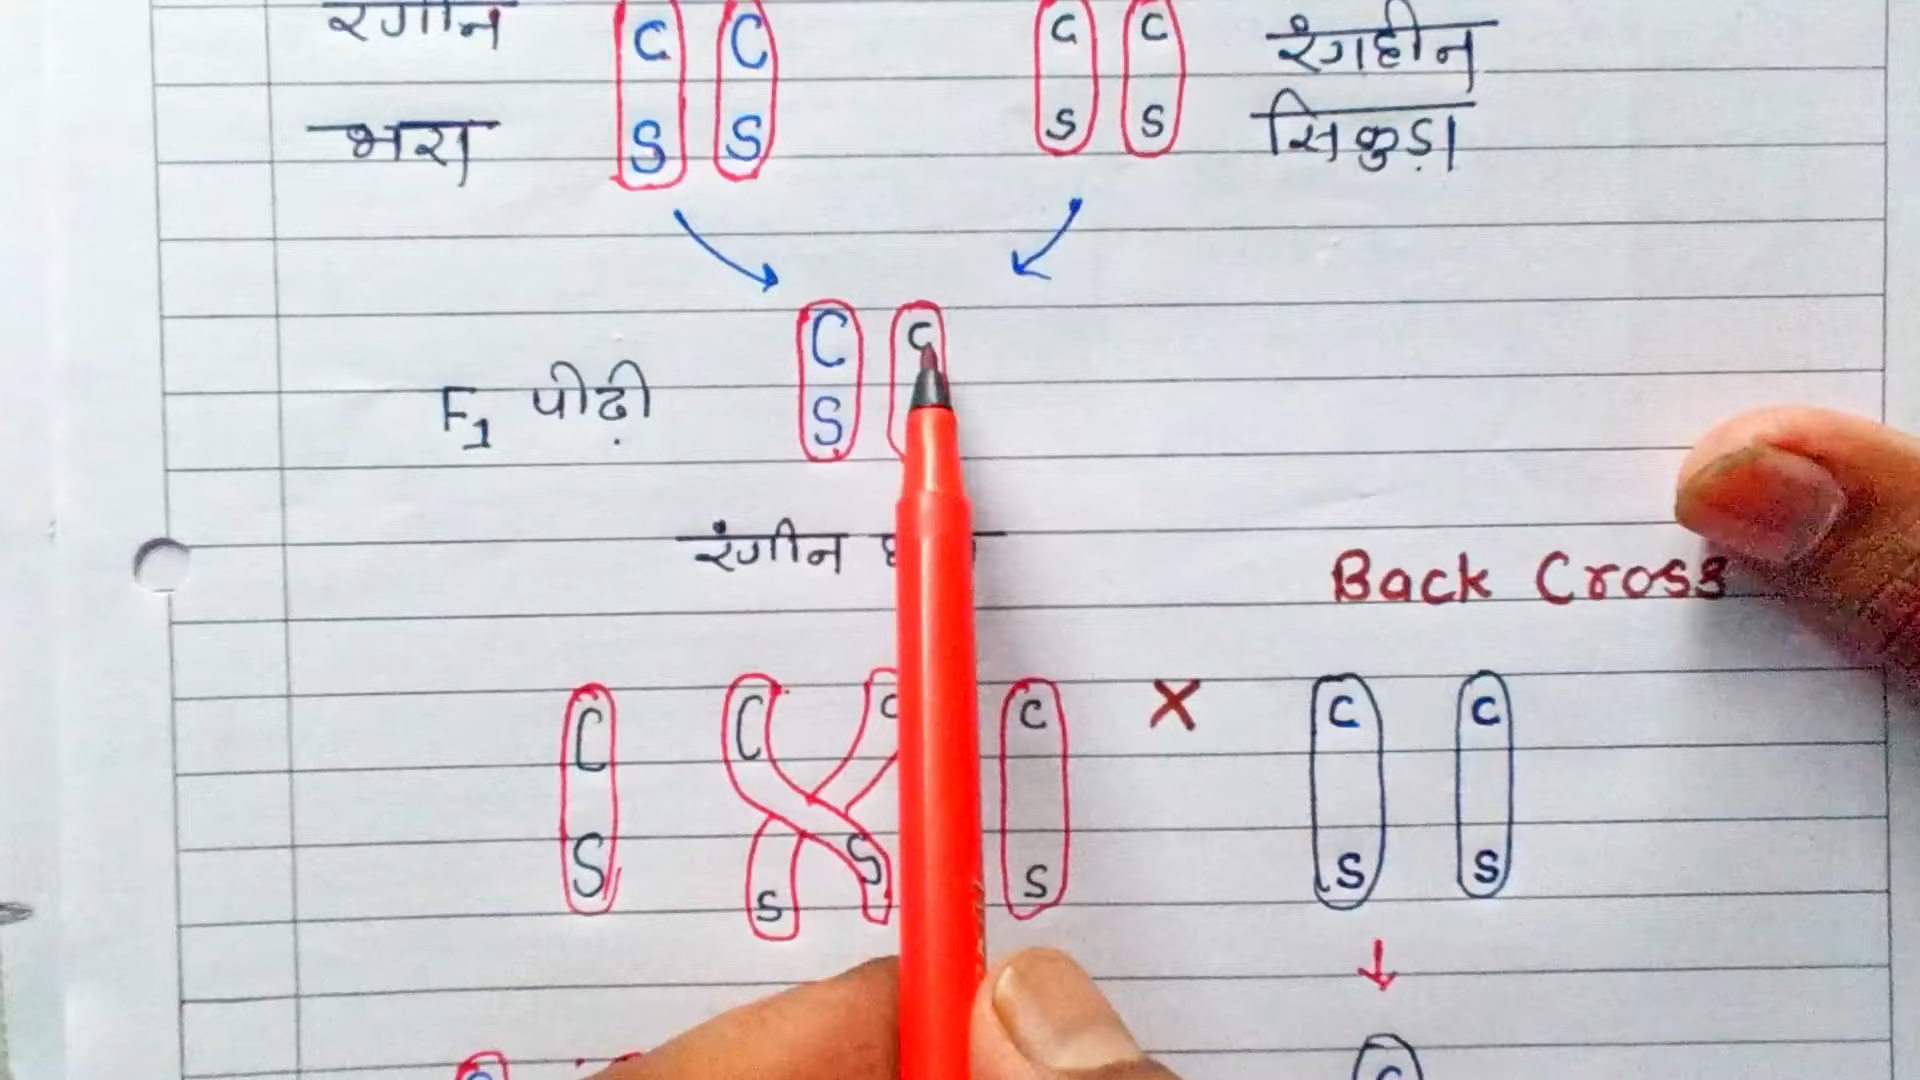 रंगीन C C c c रंगहीन
भरा S S s s सिकुड़ा
C c
F1 पीढ़ी S
रंगीन
Back Cross
C C c c X c c
S s S s s s
↓